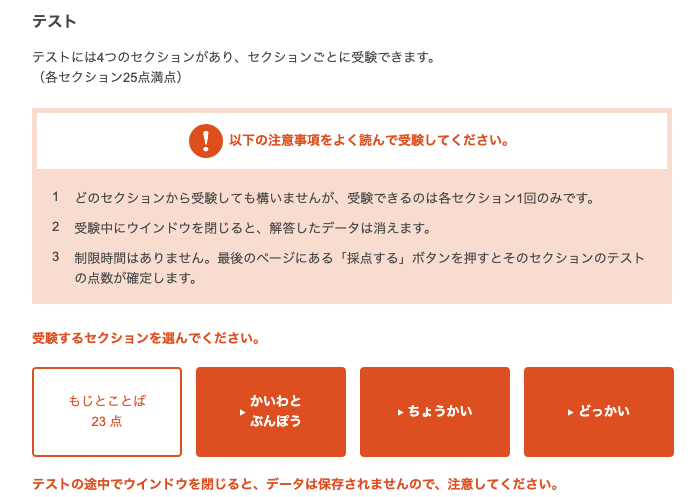 テスト
テストには4つのセクションがあり、セクションごとに受験できます。
（各セクション25点満点）
! 以下の注意事項をよく読んで受験してください。
1 どのセクションから受験しても構いませんが、受験できるのは各セクション1回のみです。
2 受験中にウインドウを閉じると、解答したデータは消えます。
3 制限時間はありません。最後のページにある「採点する」ボタンを押すとそのセクションのテスト
の点数が確定します。
受験するセクションを選んでください。
もじとことば
23 点
かいわと
ぶんぽう
ちょうかい
どっかい
テストの途中でウインドウを閉じると、データは保存されませんので、注意してください。